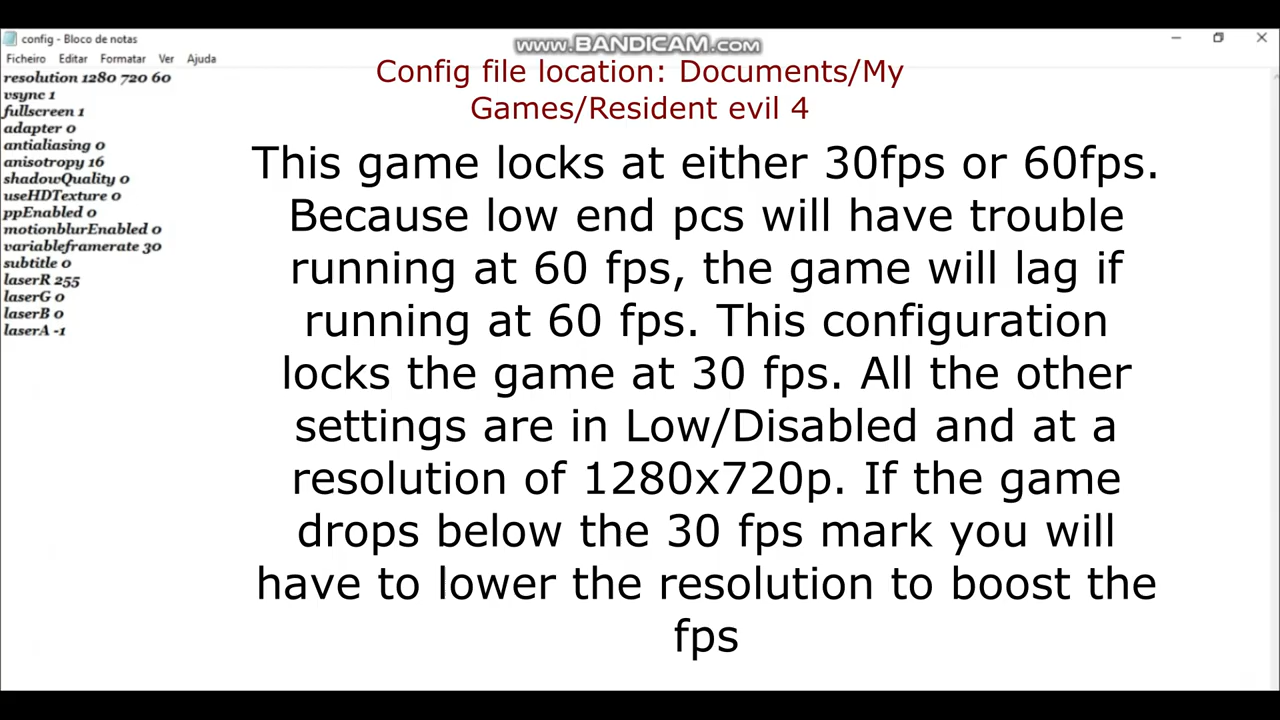 config - Bloco de notas
www.BANDICAM.com
Ficheiro Editar Formatar Ver Ajuda
resolution 1280 720 60
vsync 1
fullscreen 1
adapter 0
antialiasing 0
anisotropy 16
shadowQuality 0
useHDTexture 0
ppEnabled 0
motionblurEnabled 0
variableframerate 30
subtitle 0
laserR 255
laserG 0
laserB 0
laserA -1
Config file location: Documents/My
Games/Resident evil 4
This game locks at either 30fps or 60fps.
Because low end pcs will have trouble
running at 60 fps, the game will lag if
running at 60 fps. This configuration
locks the game at 30 fps. All the other
settings are in Low/Disabled and at a
resolution of 1280x720p. If the game
drops below the 30 fps mark you will
have to lower the resolution to boost the
fps